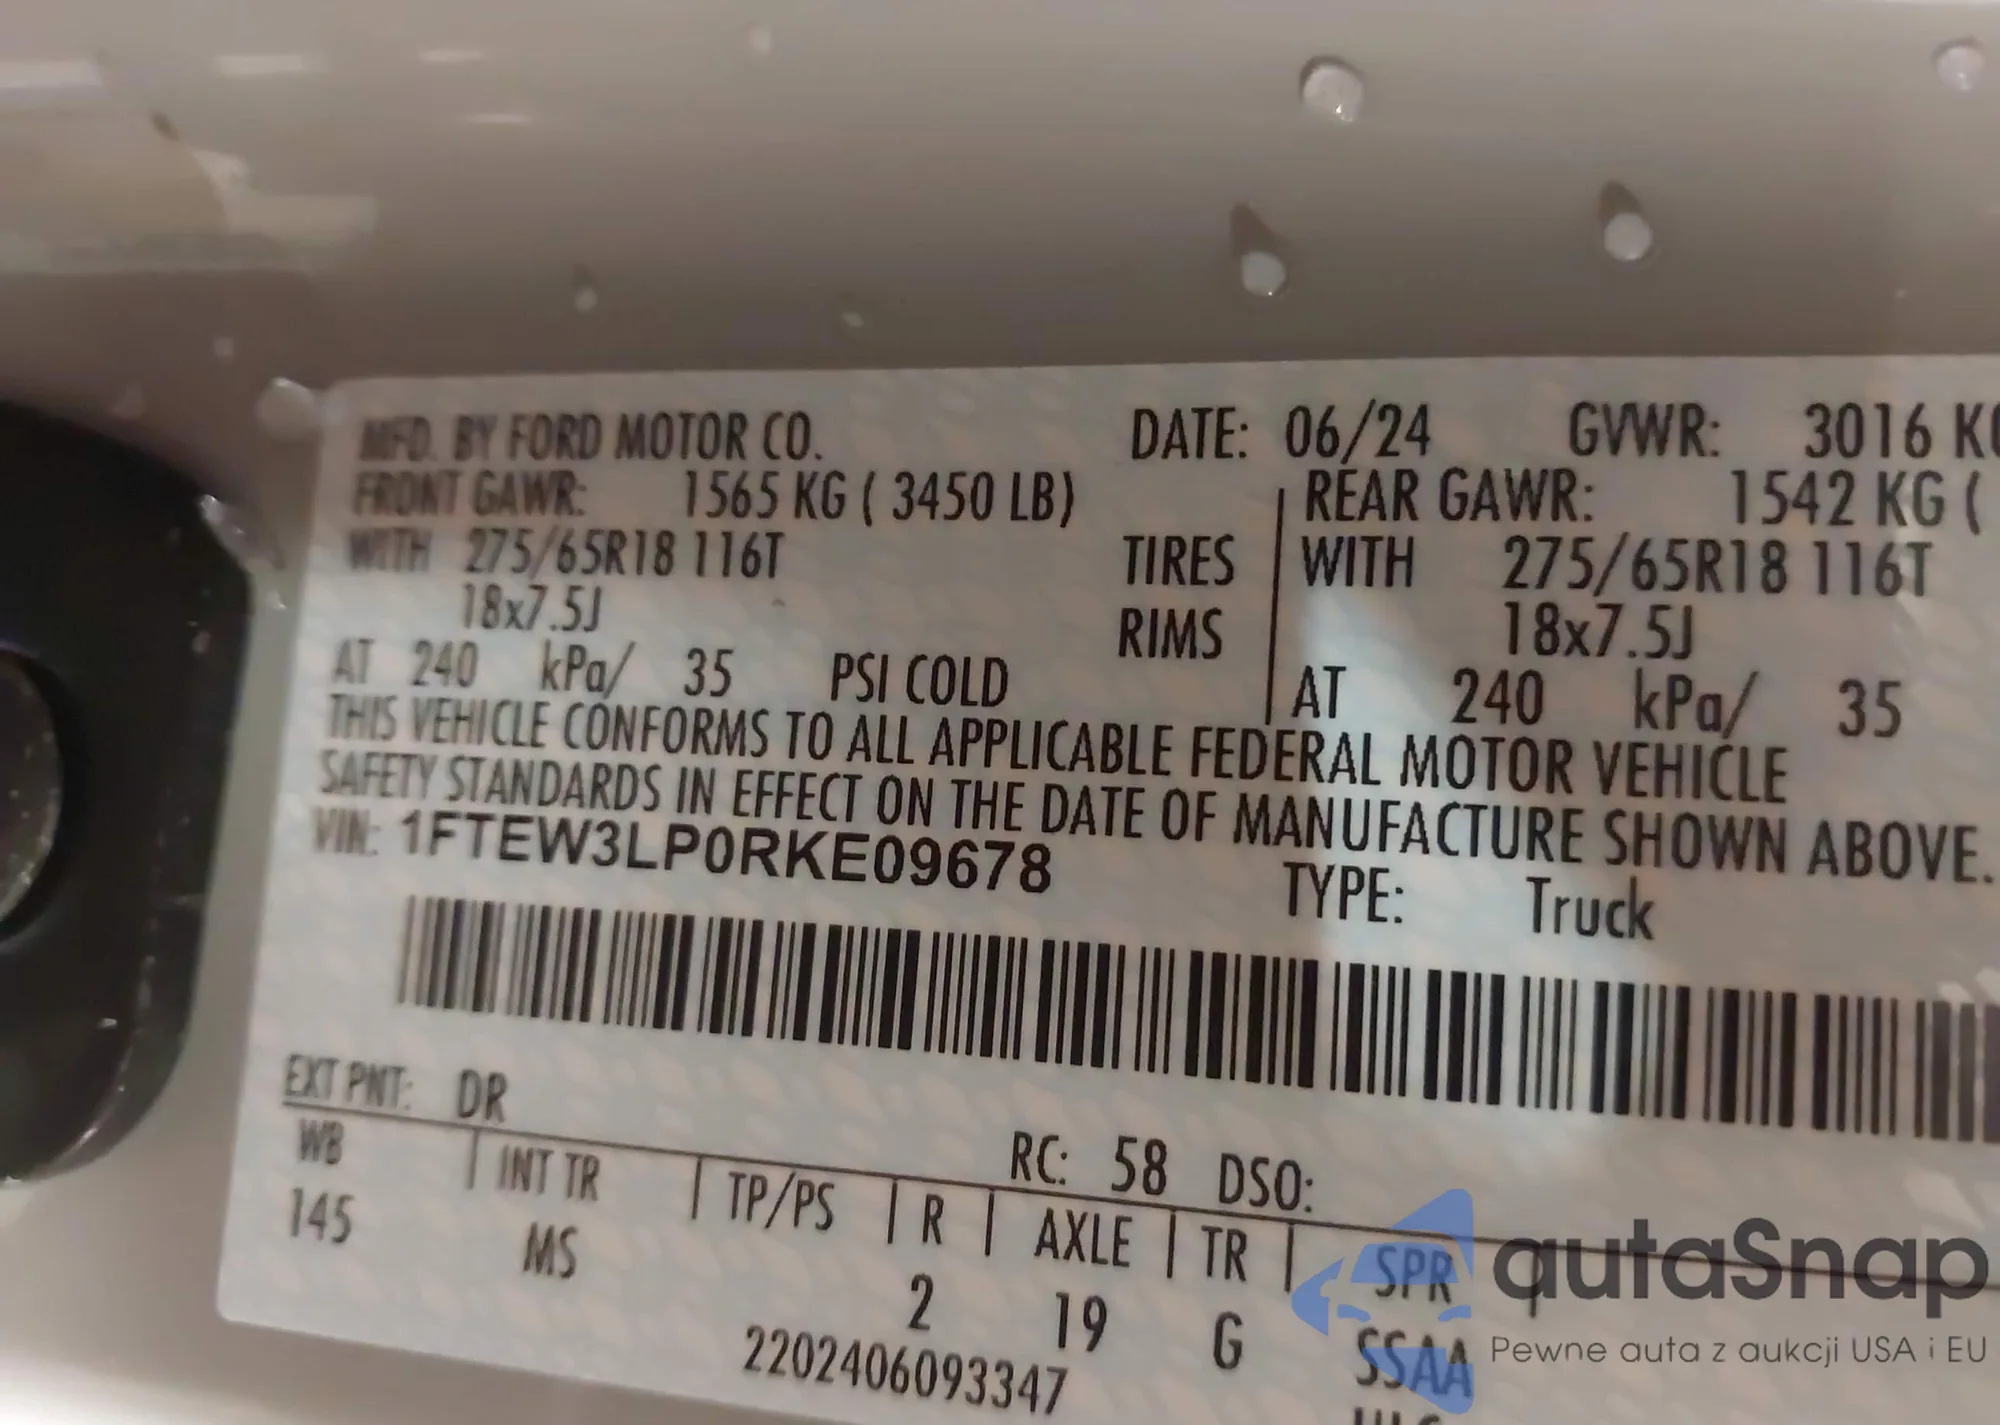 MFD. BY FORD MOTOR CO. DATE: 06/24 GVWR: 3016 KG
FRONT GAWR: 1565 KG ( 3450 LB) REAR GAWR: 1542 KG (
WITH 275/65R18 116T TIRES WITH 275/65R18 116T
18x7.5J RIMS 18x7.5J
AT 240 kPa/ 35 PSI COLD AT 240 kPa/ 35
THIS VEHICLE CONFORMS TO ALL APPLICABLE FEDERAL MOTOR VEHICLE
SAFETY STANDARDS IN EFFECT ON THE DATE OF MANUFACTURE SHOWN ABOVE.
VIN: 1FTEW3LP0RKE09678 TYPE: Truck
EXT PNT: DR RC: 58 DSO:
WB INT TR TP/PS R AXLE TR SPR
145 MS 2 19 G SSAA
2202406093347
autaSnap
Pewne auta z aukcji USA i EU